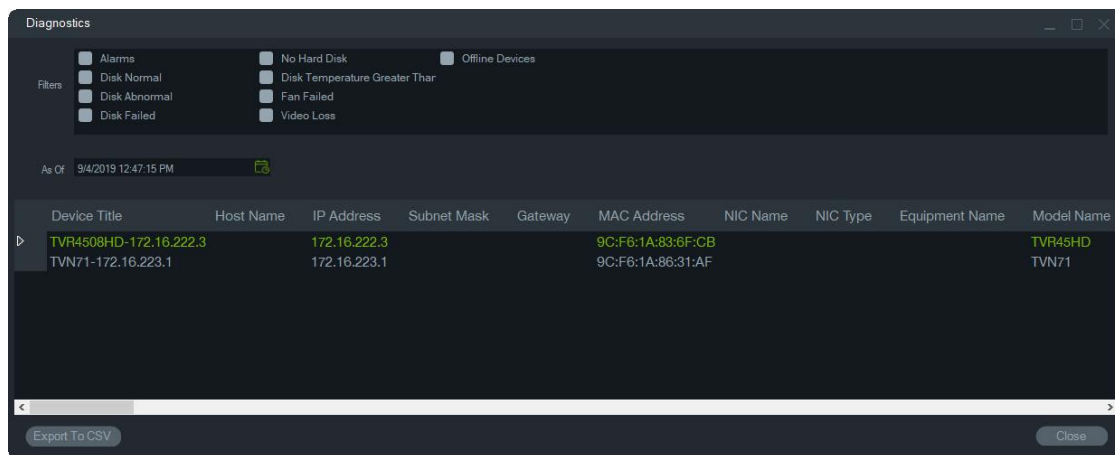 Diagnostics
Filters
Alarms No Hard Disk Offline Devices
Disk Normal Disk Temperature Greater Thar
Disk Abnormal Fan Failed
Disk Failed Video Loss
As Of 9/4/2019 12:47:15 PM
Device Title Host Name IP Address Subnet Mask Gateway MAC Address NIC Name NIC Type Equipment Name Model Name
TVR4508HD-172.16.222.3 172.16.222.3 9C:F6:1A:83:6F:CB TVR45HD
TVN71-172.16.223.1 172.16.223.1 9C:F6:1A:86:31:AF TVN71
Export To CSV Close